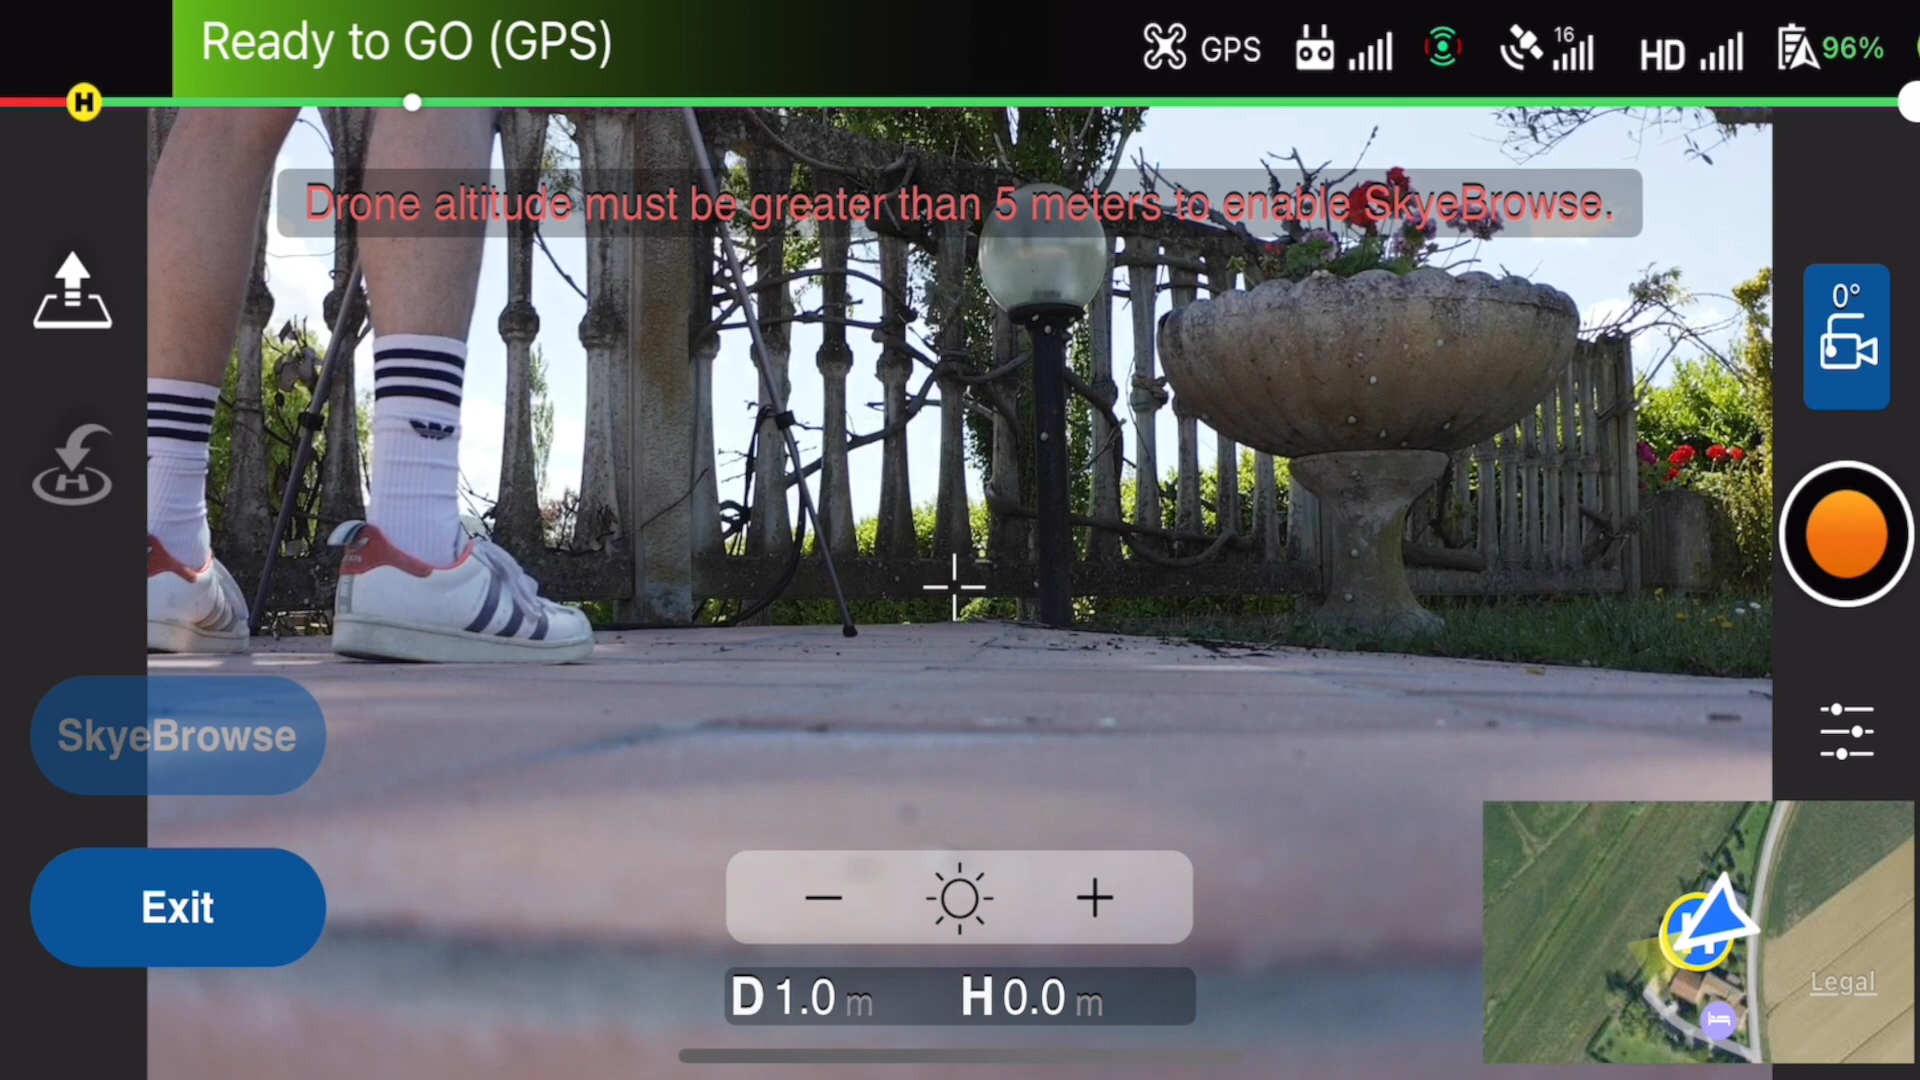 Ready to GO (GPS)
GPS
16
HD
96%
H
Drone altitude must be greater than 5 meters to enable SkyeBrowse.
0°
H
SkyeBrowse
Exit
− +
D 1.0 m H 0.0 m
H
Legal